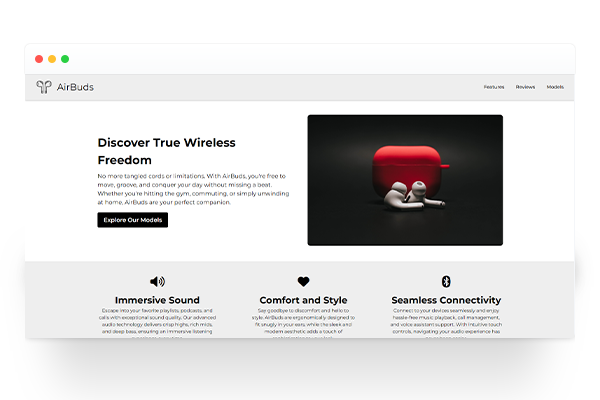 AirBuds
Features Reviews Models
Discover True Wireless
Freedom
No more tangled cords or limitations. With AirBuds, you're free to
move, groove, and conquer your day without missing a beat.
Whether you're hitting the gym, commuting, or simply unwinding
at home, AirBuds are your perfect companion.
Explore Our Models
Immersive Sound
Escape into your favorite playlists, podcasts, and
calls with exceptional sound quality. Our advanced
audio technology delivers crisp highs, rich mids,
and deep bass, ensuring an immersive listening
Comfort and Style
Say goodbye to discomfort and hello to
style. AirBuds are ergonomically designed to
fit snugly in your ears, while the sleek and
modern aesthetic adds a touch of
Seamless Connectivity
Connect to your devices seamlessly and enjoy
hassle-free music playback, call management,
and voice assistant support. With intuitive touch
controls, navigating your audio experience has